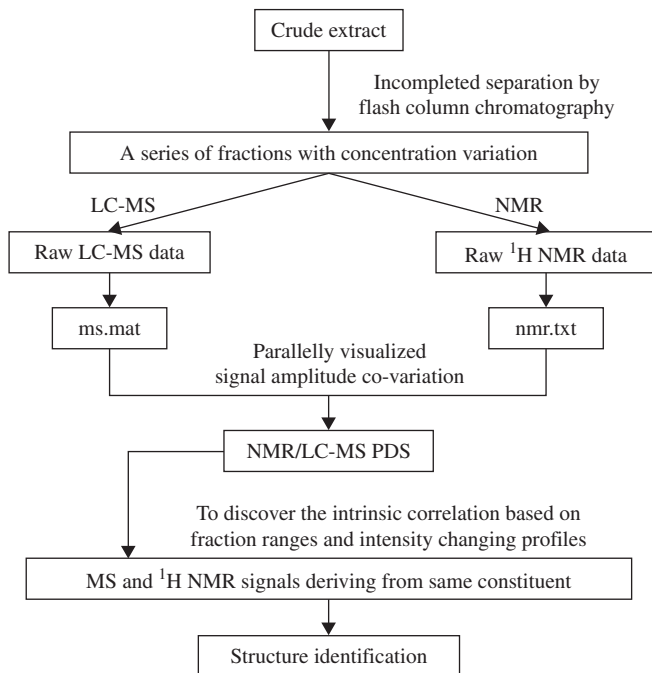 Crude extract
Incompleted separation by
flash column chromatography
A series of fractions with concentration variation
LC-MS
NMR
Raw LC-MS data
Raw ¹H NMR data
ms.mat
nmr.txt
Parallelly visualized
signal amplitude co-variation
NMR/LC-MS PDS
To discover the intrinsic correlation based on
fraction ranges and intensity changing profiles
MS and ¹H NMR signals deriving from same constituent
Structure identification